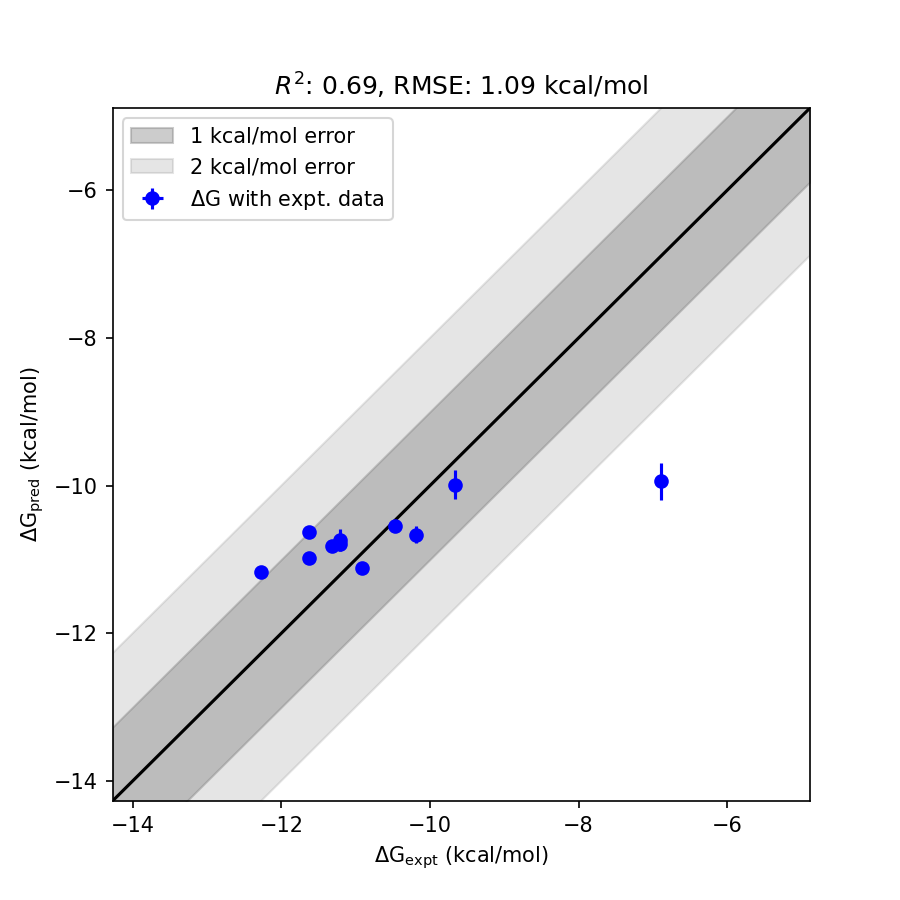 R²: 0.69, RMSE: 1.09 kcal/mol
1 kcal/mol error
2 kcal/mol error
ΔG with expt. data
−6
−8
−10
−12
−14
ΔGpred (kcal/mol)
−14 −12 −10 −8 −6
ΔGexpt (kcal/mol)